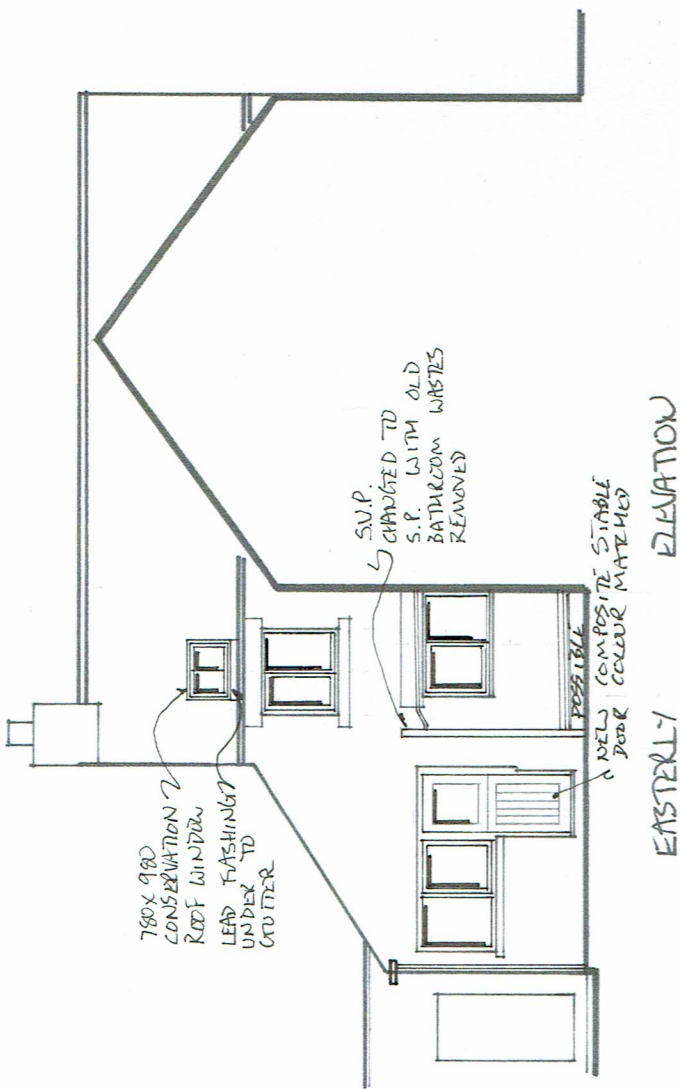 780x980
CONSERVATION
ROOF WINDOW
LEAD FLASHING
UNDER TO
GUTTER
S.V.P.
CHANGED TO
S.P. WITH OLD
BATHROOM WASTES
REMOVED
POSSIBLE
NEW COMPOSITE STABLE
DOOR COLOUR MATCHED
EASTERLY ELEVATION